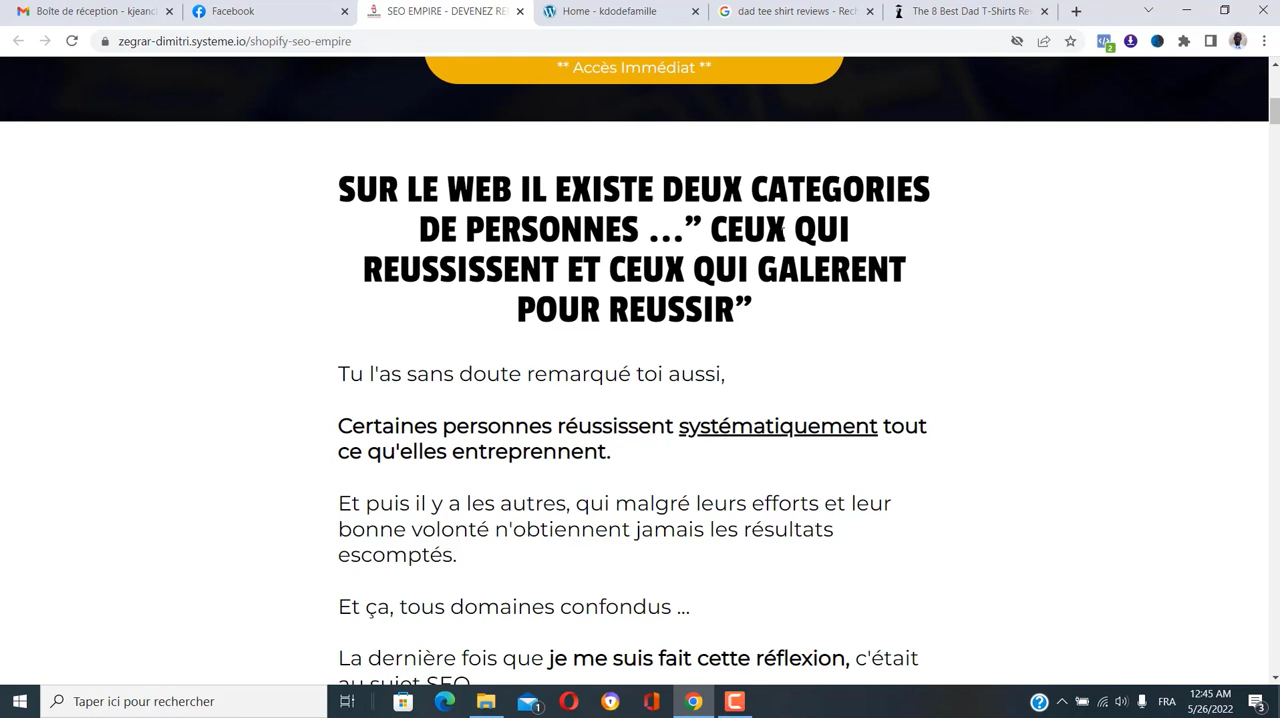 Boîte de réception - kjeanc
Facebook
SEO EMPIRE - DEVENEZ RE
Home - kdodefamille
dad tee shirt reviews - Rech
The 8 Best Dad T-Shirts Re
zegrar-dimitri.systeme.io/shopify-seo-empire
2
** Accès Immédiat **
SUR LE WEB IL EXISTE DEUX CATEGORIES
DE PERSONNES ...” CEUX QUI
REUSSISSENT ET CEUX QUI GALERENT
POUR REUSSIR”
Tu l'as sans doute remarqué toi aussi,
Certaines personnes réussissent systématiquement tout
ce qu'elles entreprennent.
Et puis il y a les autres, qui malgré leurs efforts et leur
bonne volonté n'obtiennent jamais les résultats
escomptés.
Et ça, tous domaines confondus ...
La dernière fois que je me suis fait cette réflexion, c'était
au sujet SEO
Taper ici pour rechercher
1
FRA
12:45 AM
5/26/2022
3